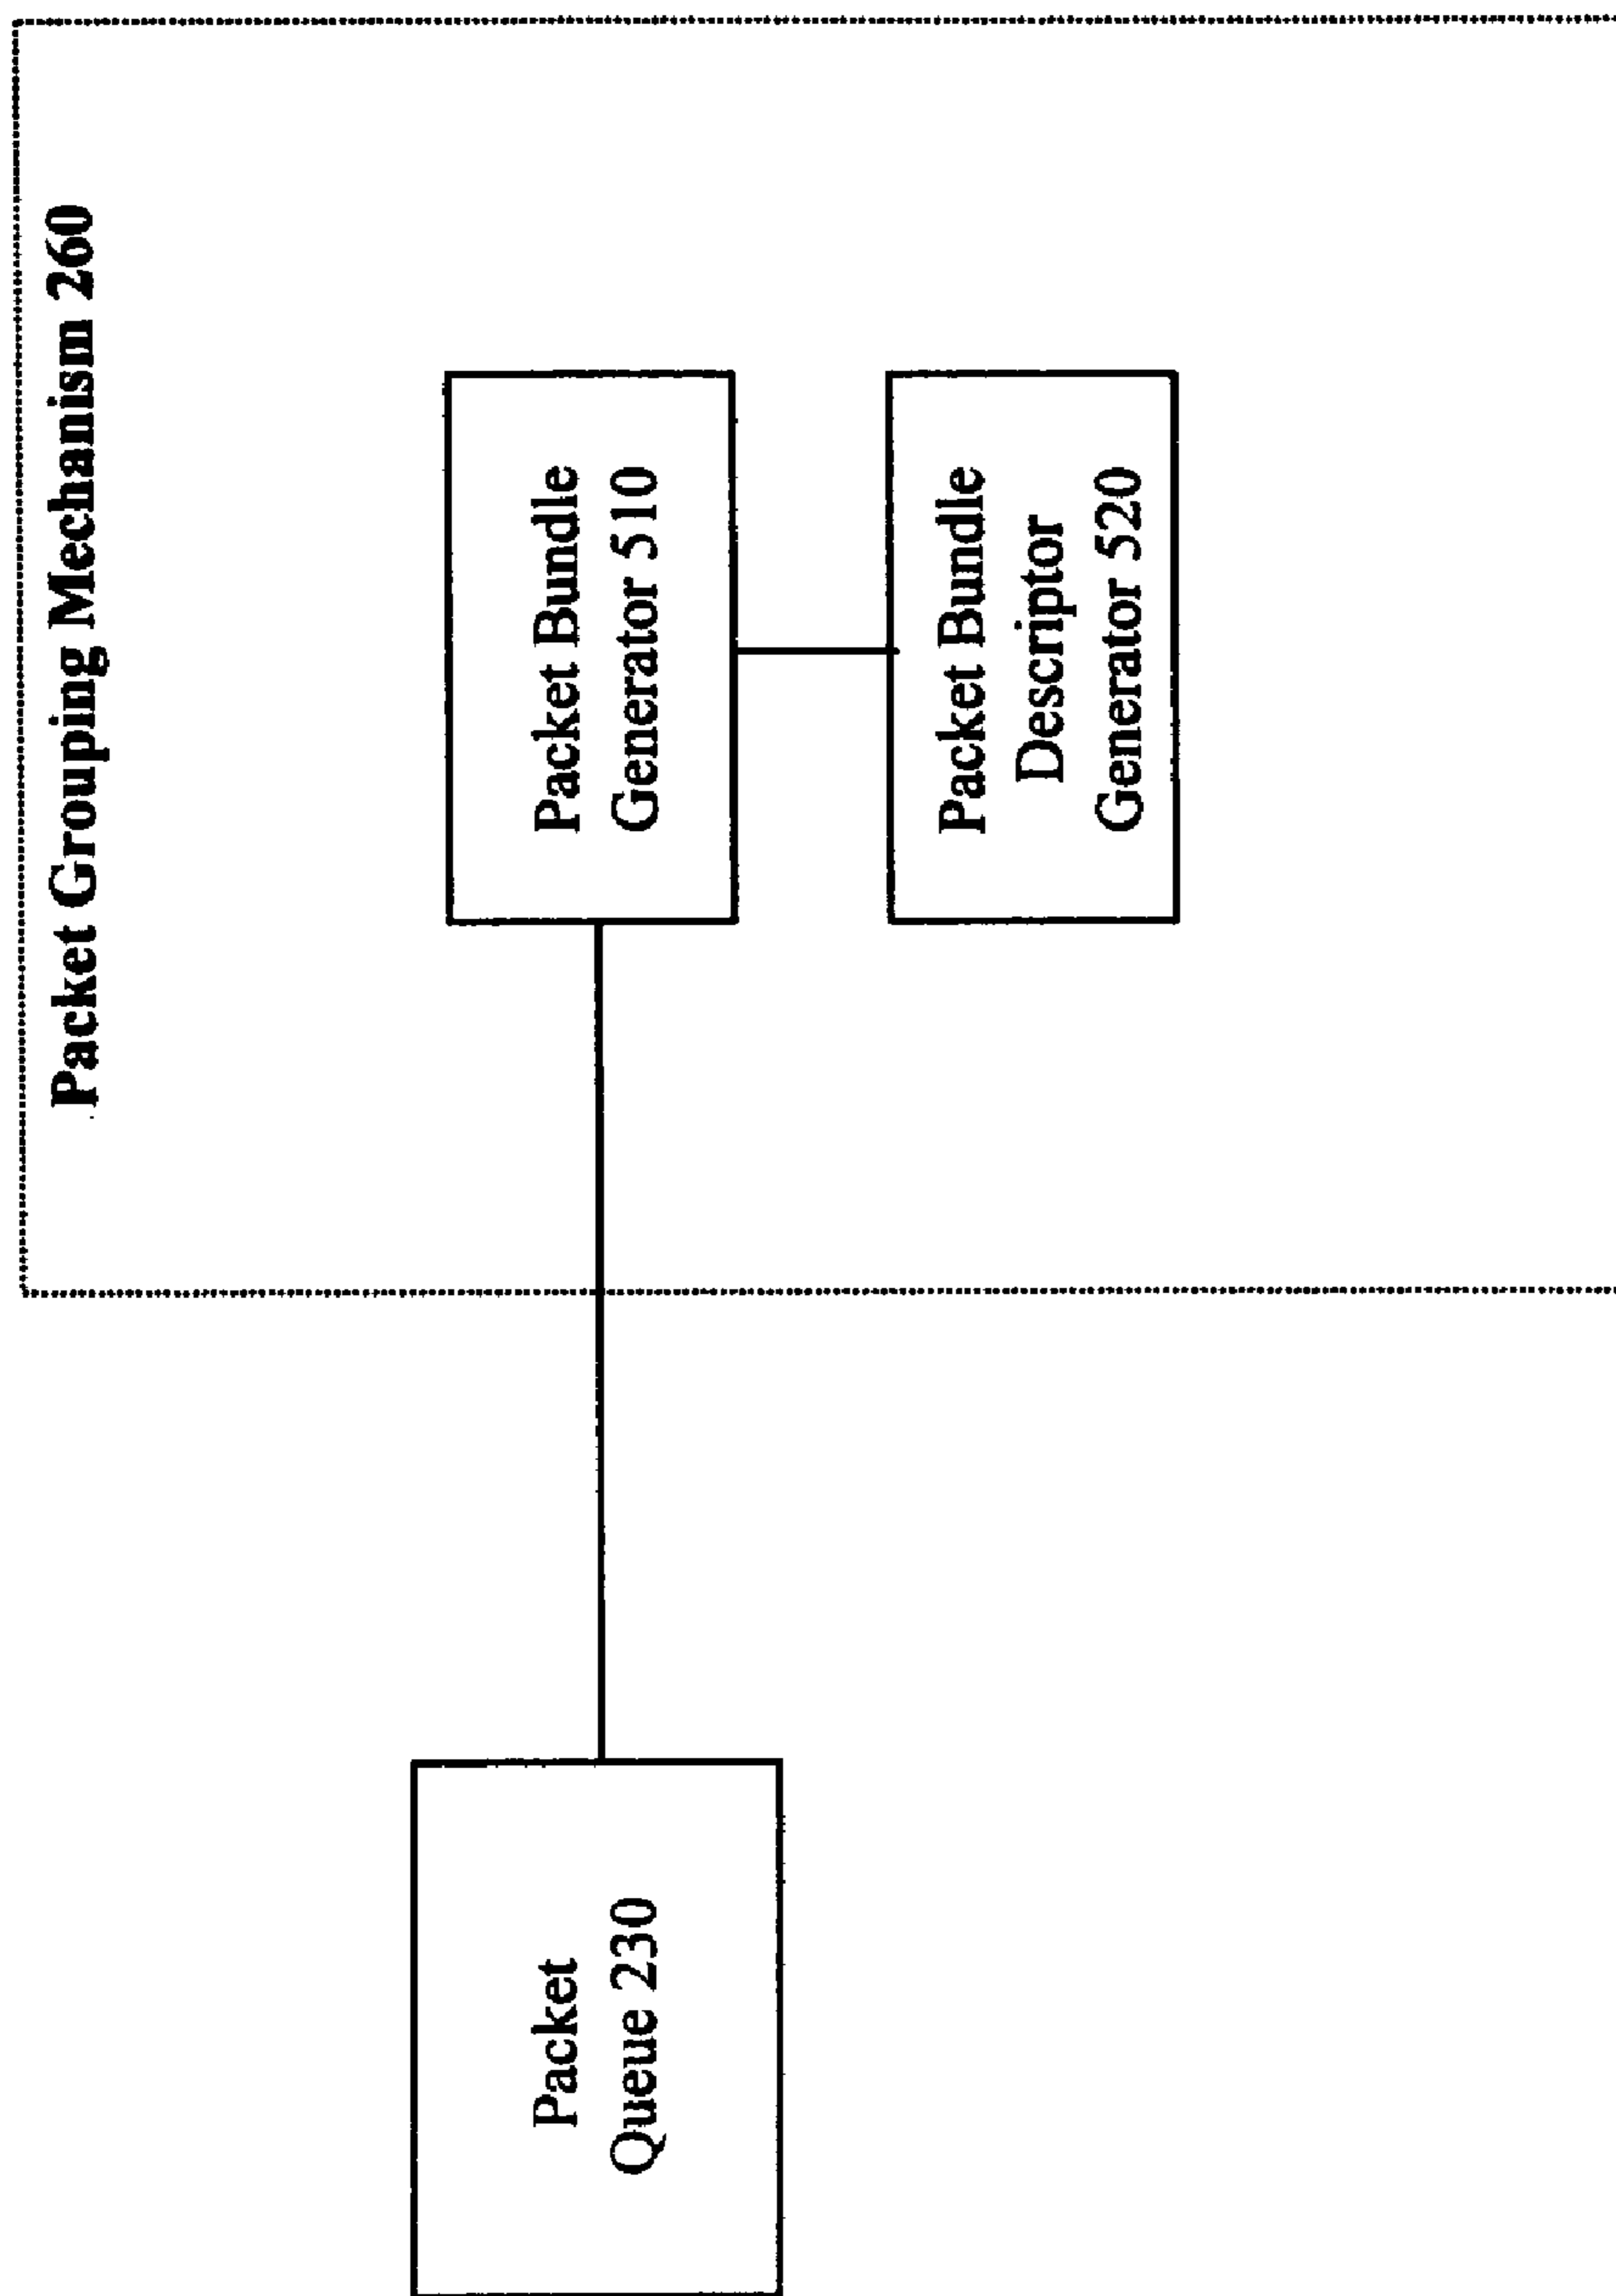 Packet Grouping Mechanism 260
Packet
Queue 230
Packet Bundle
Generator 510
Packet Bundle
Descriptor
Generator 520